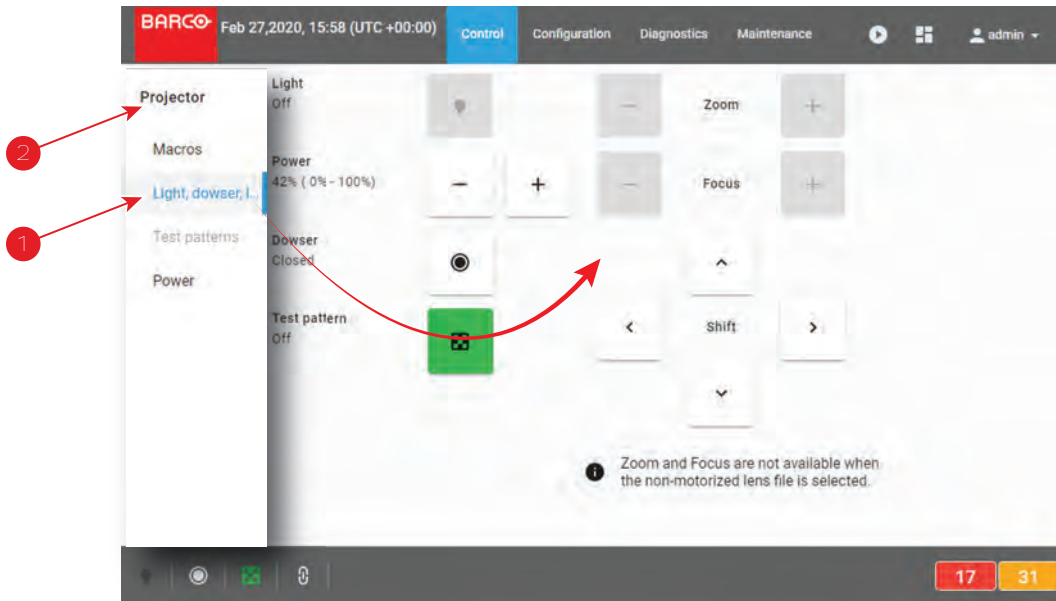 BARCO Feb 27,2020, 15:58 (UTC +00:00) Control Configuration Diagnostics Maintenance admin
Projector
Macros
Light, dowser, l...
Test patterns
Power
2
1
Light
Off
Power
42% ( 0% - 100%)
Dowser
Closed
Test pattern
Off
Zoom
Focus
Shift
Zoom and Focus are not available when
the non-motorized lens file is selected.
17 31